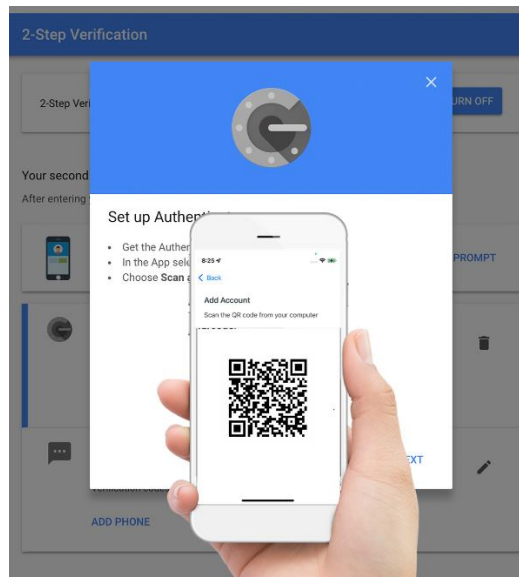 2-Step Verification
2-Step Veri
URN OFF
Your second
After entering
Set up Authent
Get the Authen
In the App sele
Choose Scan a
PROMPT
8:25
Back
Add Account
Scan the QR code from your computer
EXT
ADD PHONE